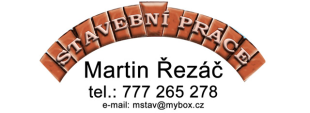 STAVEBNÍ PRÁCE
Martin Řezáč
tel.: 777 265 278
e-mail: mstav@mybox.cz